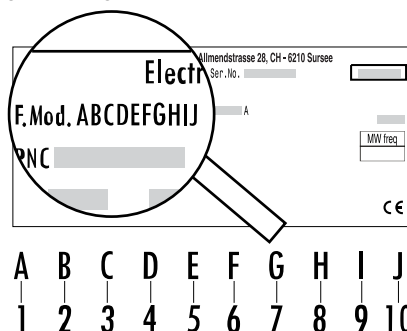 Allmendstrasse 28, CH - 6210 Sursee
Electr
Ser.No.
F.Mod. ABCDEFGHIJ
A
PNC
MW freq
CE
A B C D E F G H I J
1 2 3 4 5 6 7 8 9 10